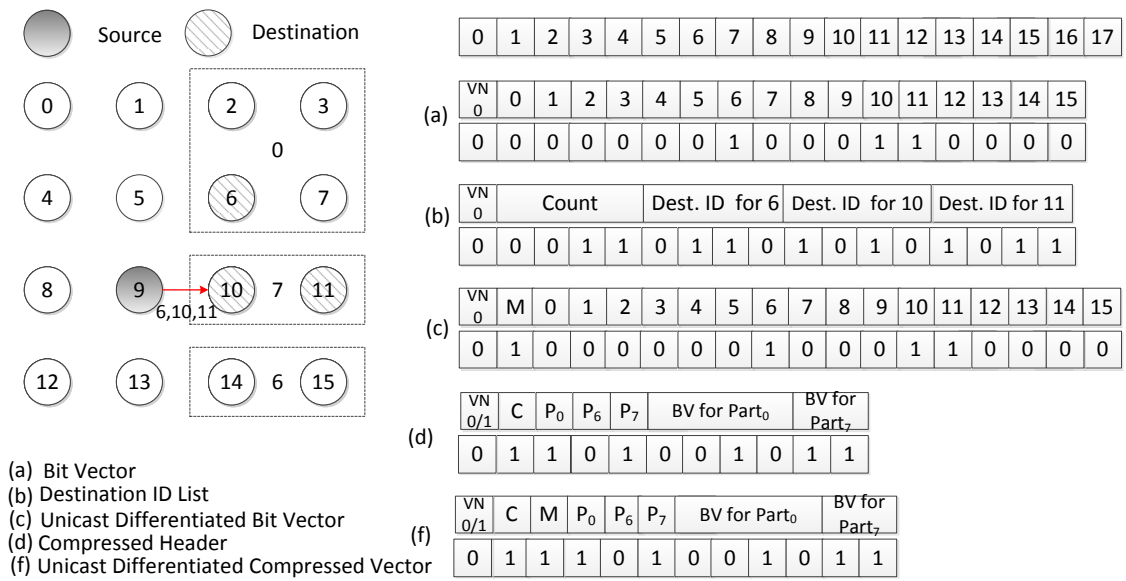 Source Destination
0 1 2 3
0
4 5 6 7
8 9 10 7 11
6,10,11
12 13 14 6 15
(a) Bit Vector
(b) Destination ID List
(c) Unicast Differentiated Bit Vector
(d) Compressed Header
(f) Unicast Differentiated Compressed Vector
0 1 2 3 4 5 6 7 8 9 10 11 12 13 14 15 16 17
(a)
VN 0 0 1 2 3 4 5 6 7 8 9 10 11 12 13 14 15
0 0 0 0 0 0 0 1 0 0 0 1 1 0 0 0 0
(b)
VN 0 Count Dest. ID for 6 Dest. ID for 10 Dest. ID for 11
0 0 0 1 1 0 1 1 0 1 0 1 0 1 0 1 1
(c)
VN 0 M 0 1 2 3 4 5 6 7 8 9 10 11 12 13 14 15
0 1 0 0 0 0 0 0 1 0 0 0 1 1 0 0 0 0
(d)
VN 0/1 C P0 P6 P7 BV for Part0 BV for Part7
0 1 1 0 1 0 0 1 0 1 1
(f)
VN 0/1 C M P0 P6 P7 BV for Part0 BV for Part7
0 1 1 1 0 1 0 0 1 0 1 1